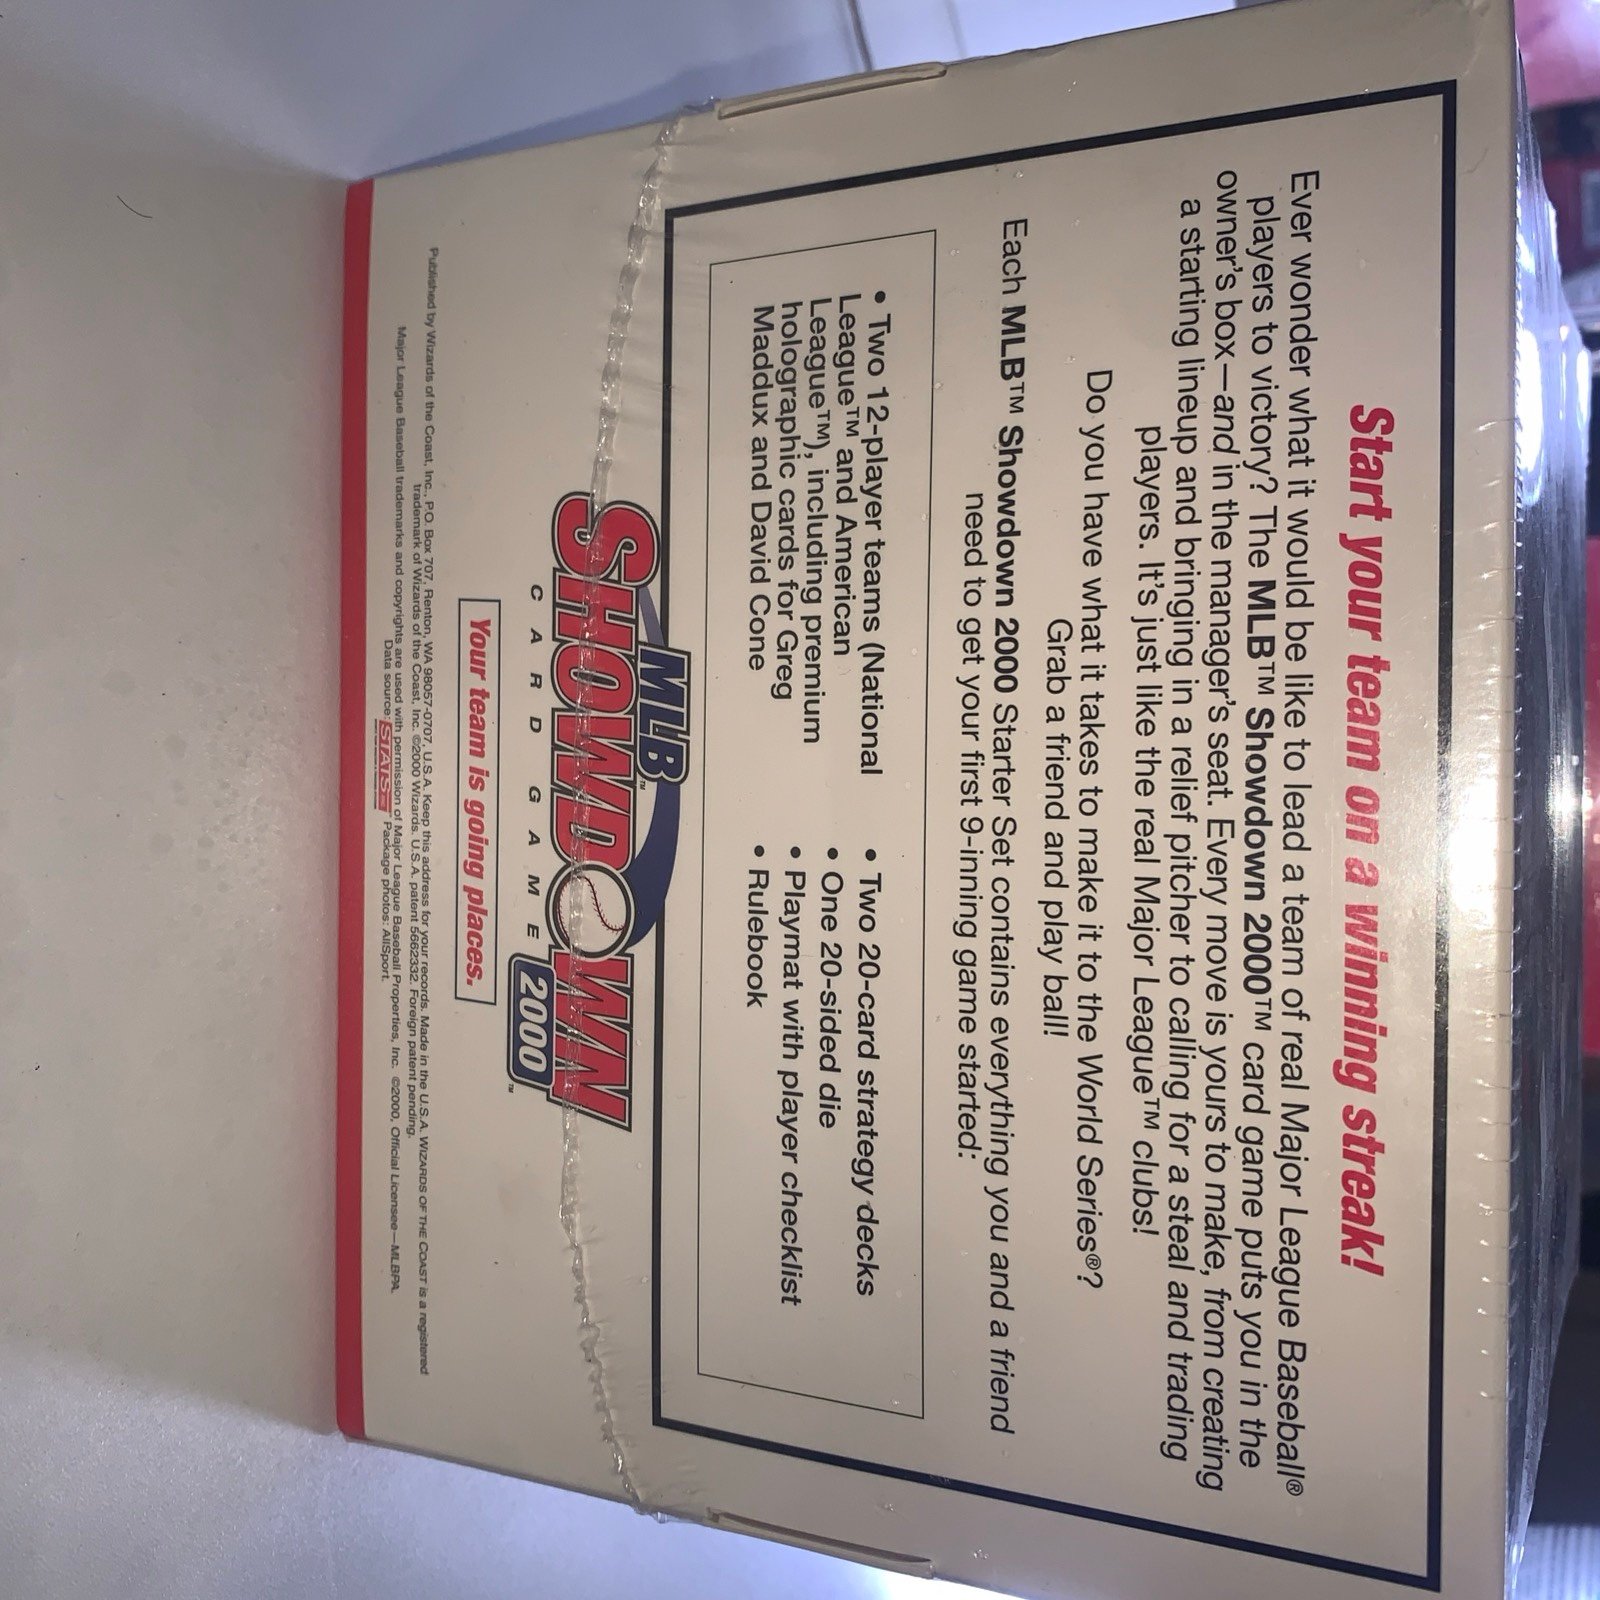 Start your team on a winning streak!
Ever wonder what it would be like to lead a team of real Major League Baseball®
players to victory? The MLB™ Showdown 2000™ card game puts you in the
owner's box—and in the manager's seat. Every move is yours to make, from creating
a starting lineup and bringing in a relief pitcher to calling for a steal and trading
players. It's just like the real Major League™ clubs!
Do you have what it takes to make it to the World Series®?
Grab a friend and play ball!
Each MLB™ Showdown 2000 Starter Set contains everything you and a friend
need to get your first 9-inning game started:
• Two 12-player teams (National
League™ and American
League™), including premium
holographic cards for Greg
Maddux and David Cone
• Two 20-card strategy decks
• One 20-sided die
• Playmat with player checklist
• Rulebook
MLB™
SHOWDOWN
CARD GAME 2000™
Your team is going places.
Published by Wizards of the Coast, Inc., P.O. Box 707, Renton, WA 98057-0707, U.S.A. Keep this address for your records. Made in the U.S.A. WIZARDS OF THE COAST is a registered
trademark of Wizards of the Coast, Inc. ©2000 Wizards. U.S.A. patent 5662332. Foreign patent pending.
Major League Baseball trademarks and copyrights are used with permission of Major League Baseball Properties, Inc. ©2000, Official Licensee—MLBPA.
Data source: STATS Package photos: AllSport.